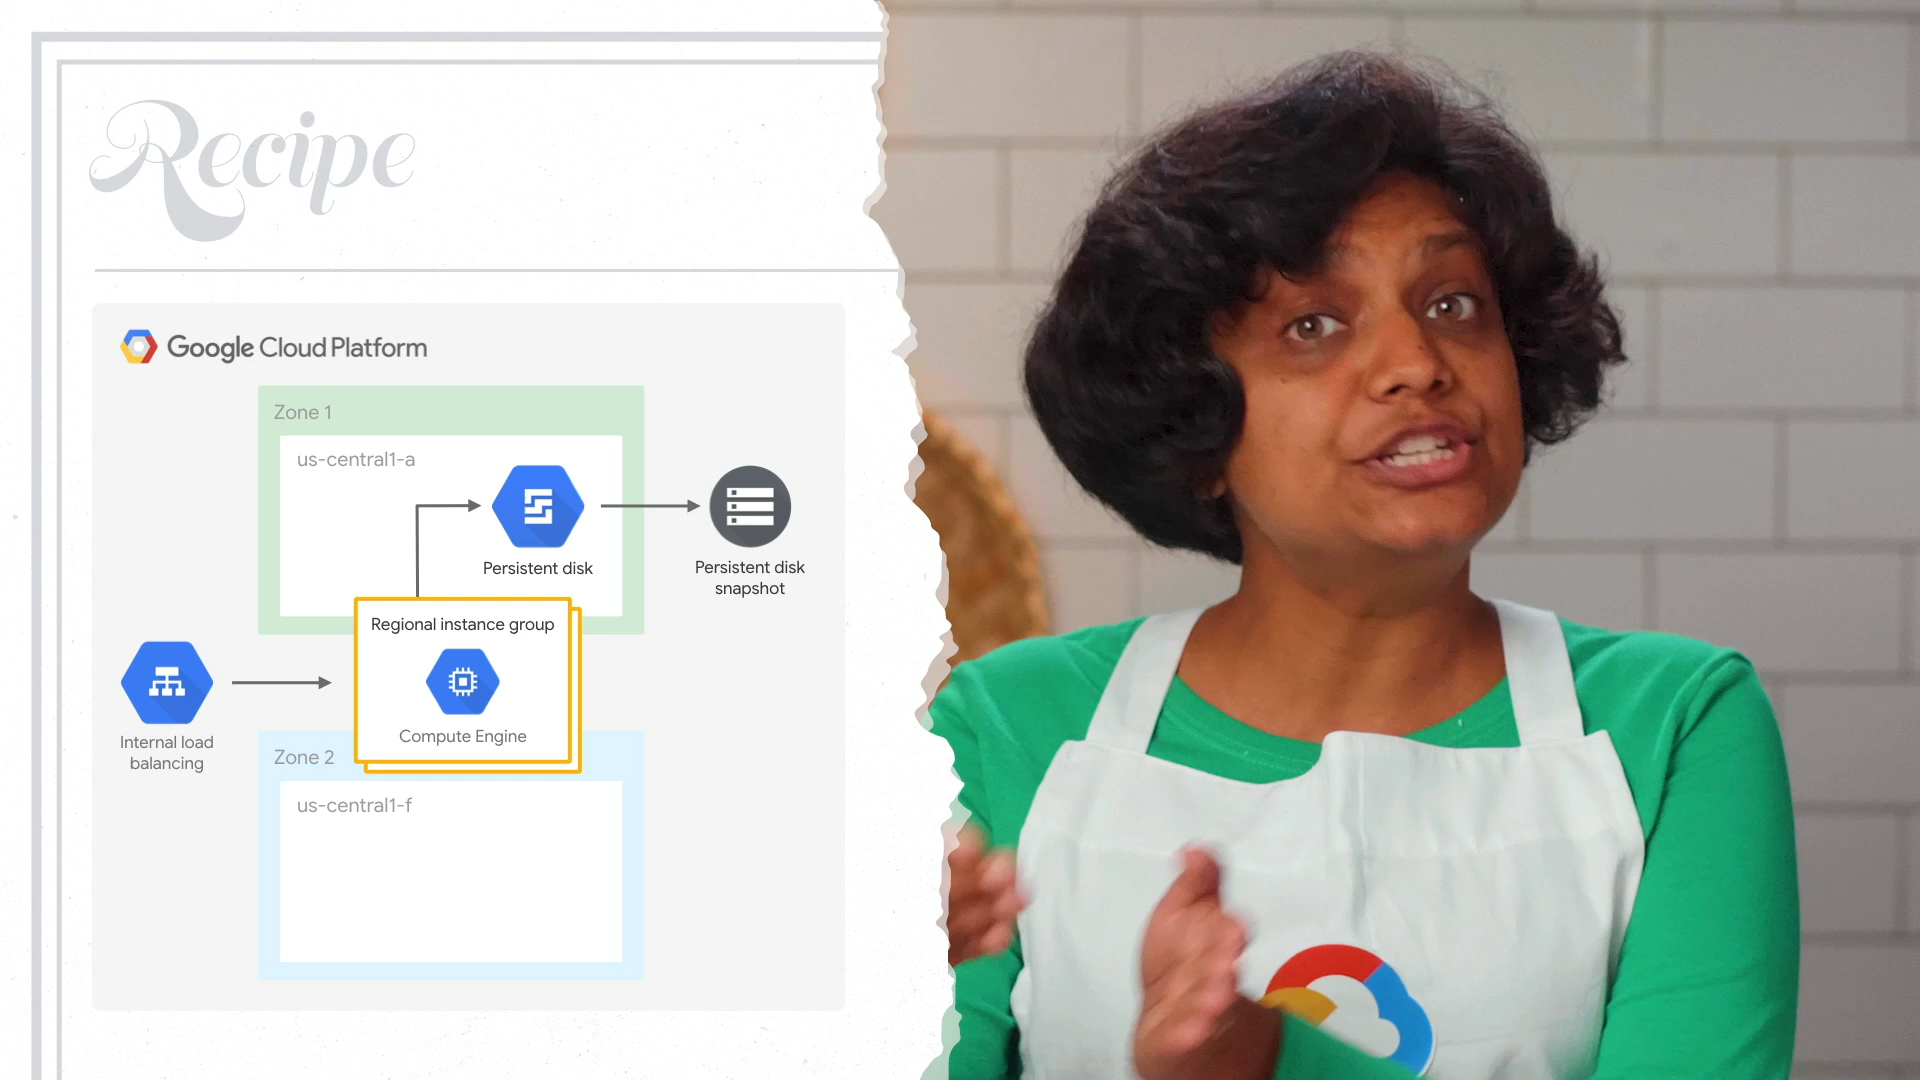 Recipe
Google Cloud Platform
Zone 1
us-central1-a
Persistent disk
Persistent disk
snapshot
Regional instance group
Compute Engine
Internal load
balancing
Zone 2
us-central1-f